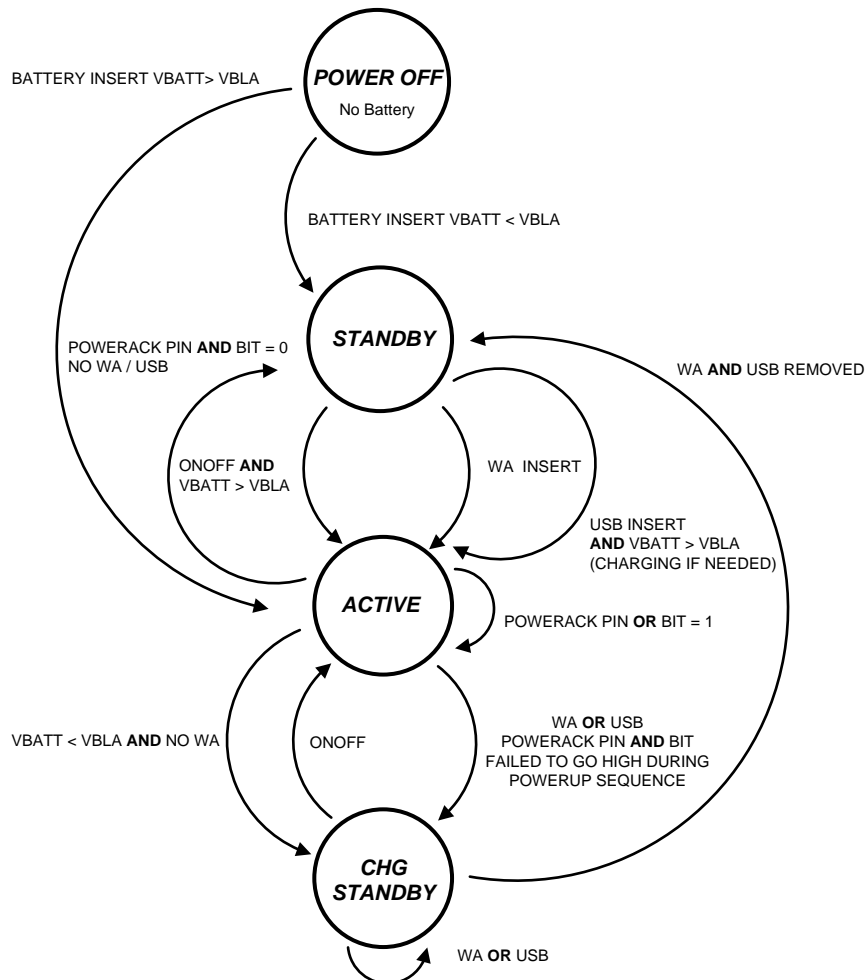 POWER OFF
No Battery
BATTERY INSERT VBATT> VBLA
BATTERY INSERT VBATT < VBLA
STANDBY
POWERACK PIN AND BIT = 0
NO WA / USB
WA AND USB REMOVED
ONOFF AND
VBATT > VBLA
WA INSERT
USB INSERT
AND VBATT > VBLA
(CHARGING IF NEEDED)
ACTIVE
POWERACK PIN OR BIT = 1
VBATT < VBLA AND NO WA
ONOFF
WA OR USB
POWERACK PIN AND BIT
FAILED TO GO HIGH DURING
POWERUP SEQUENCE
CHG
STANDBY
WA OR USB